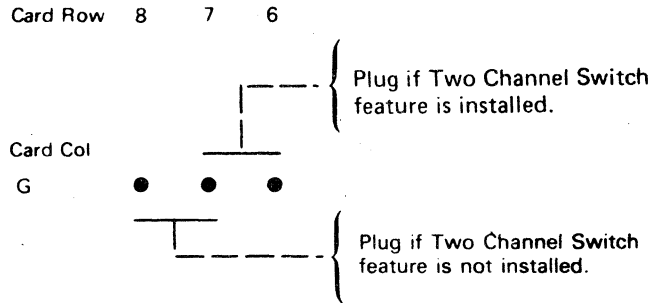 Card Row 8 7 6
Plug if Two Channel Switch
feature is installed.
Card Col
G
Plug if Two Channel Switch
feature is not installed.